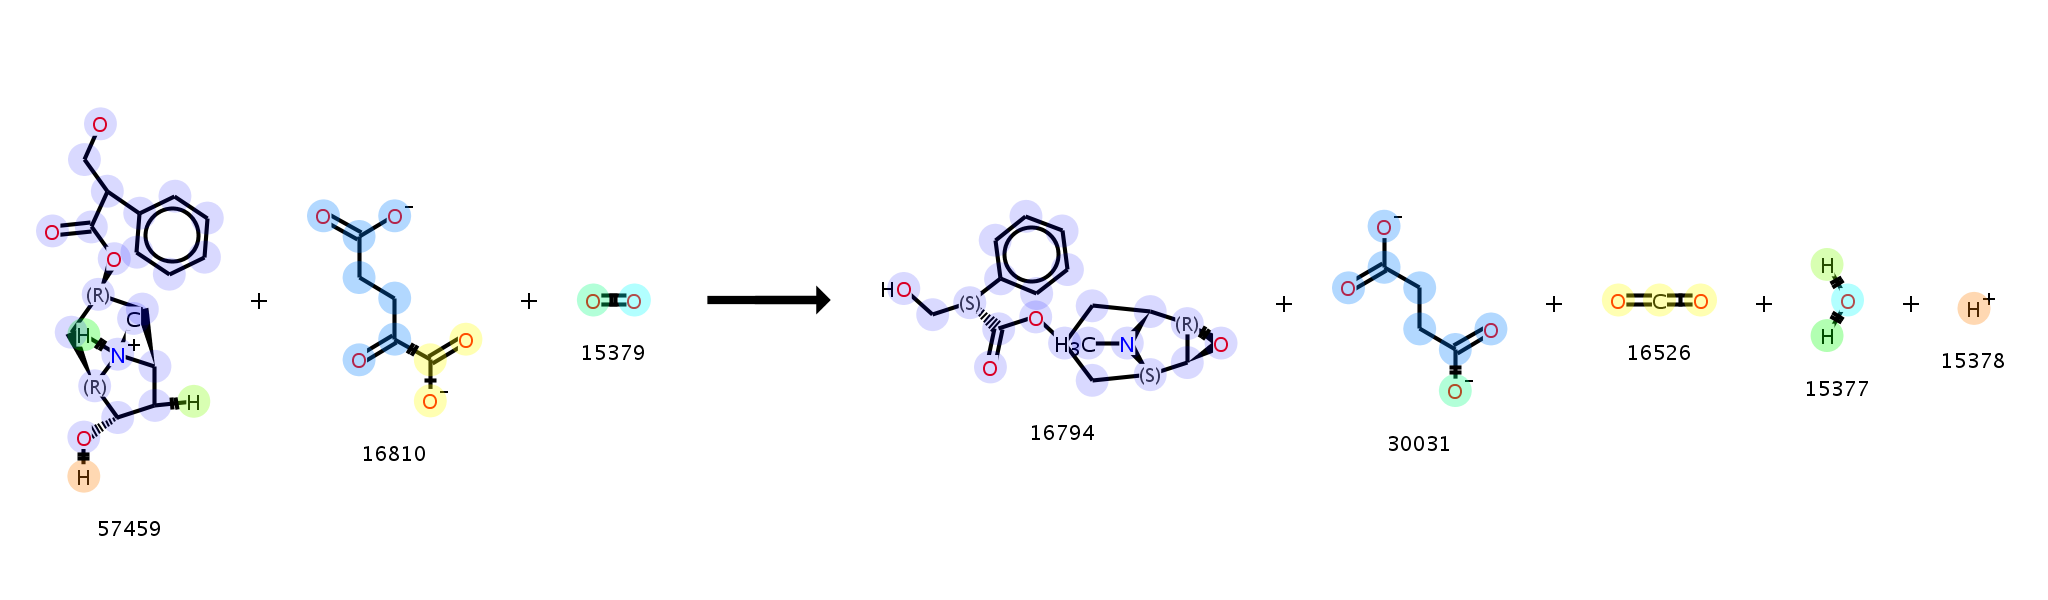 O
O
O
(R)
H
C
N
+
(R)
H
O
H
57459
+
O
O
-
O
O
O
-
16810
+
O O
15379
HO
(S)
O
O
H3C
N
(R)
O
(S)
16794
+
O
-
O
O
O
-
30031
+
O C O
16526
+
H
O
H
15377
+
H
+
15378